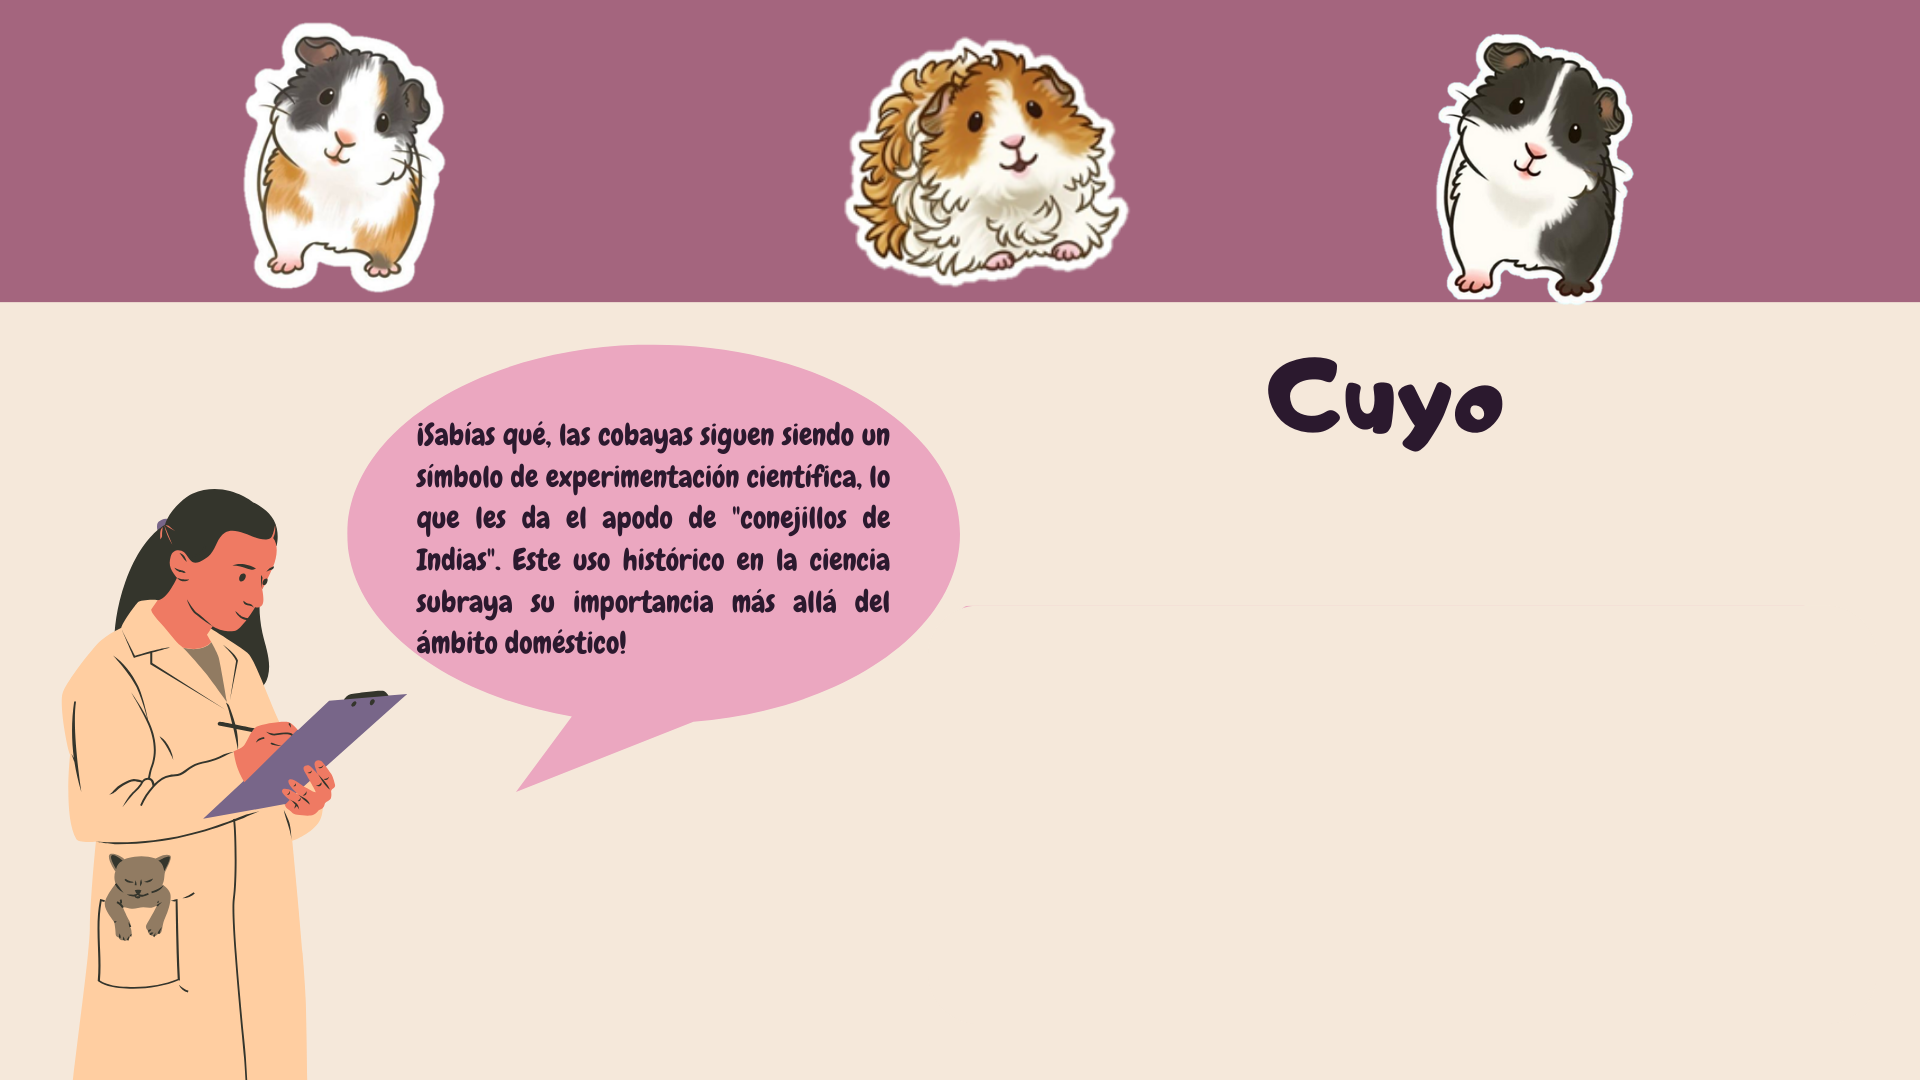 Cuyo
¡Sabías qué, las cobayas siguen siendo un
símbolo de experimentación científica, lo
que les da el apodo de "conejillos de
Indias". Este uso histórico en la ciencia
subraya su importancia más allá del
ámbito doméstico!